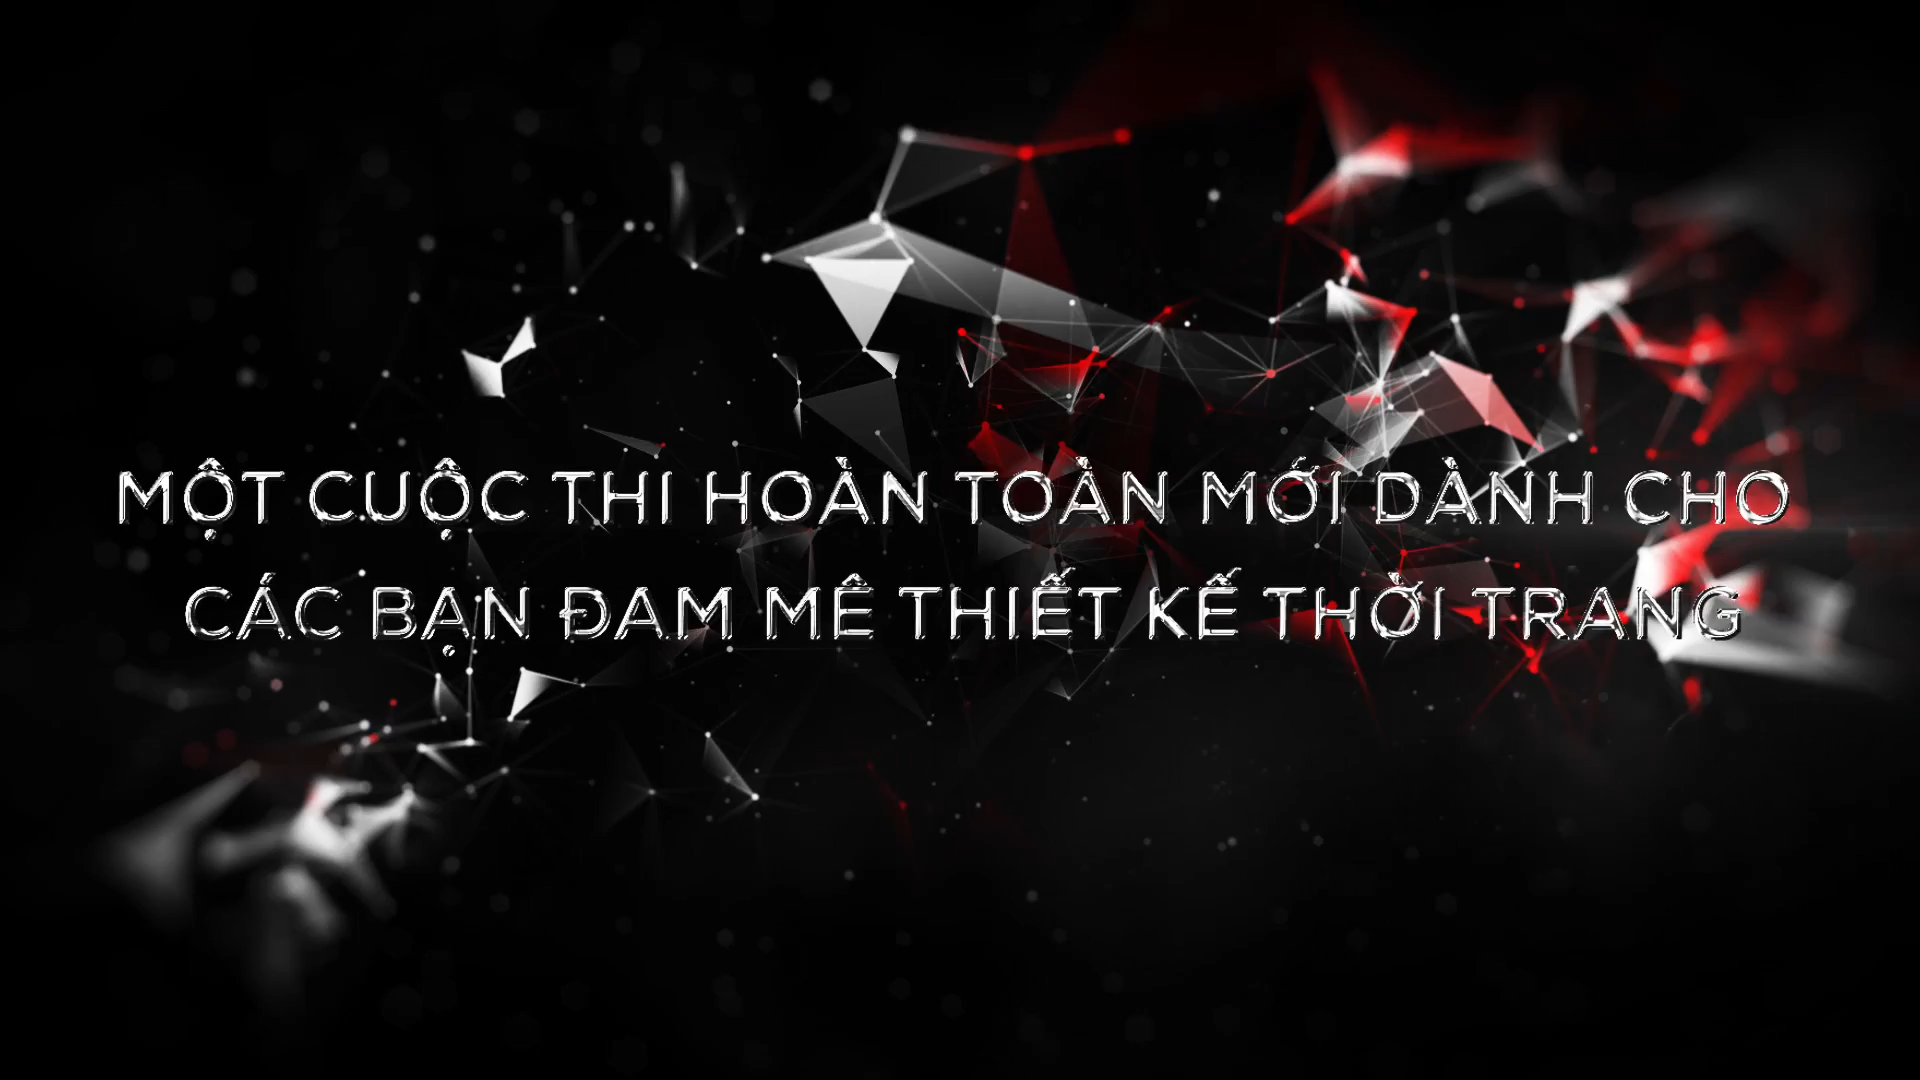 MỘT CUỘC THI HOÀN TOÀN MỚI DÀNH CHO
CÁC BẠN ĐAM MÊ THIẾT KẾ THỜI TRANG